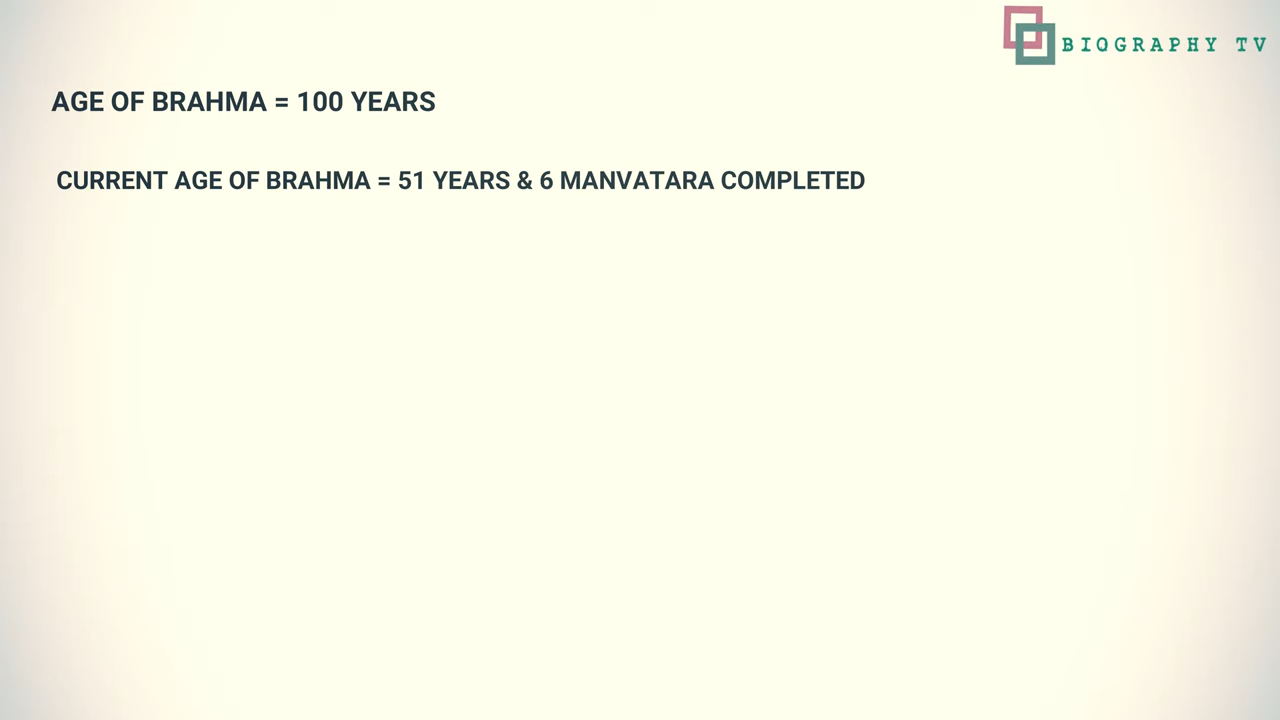 BIOGRAPHY TV
AGE OF BRAHMA = 100 YEARS
CURRENT AGE OF BRAHMA = 51 YEARS & 6 MANVATARA COMPLETED